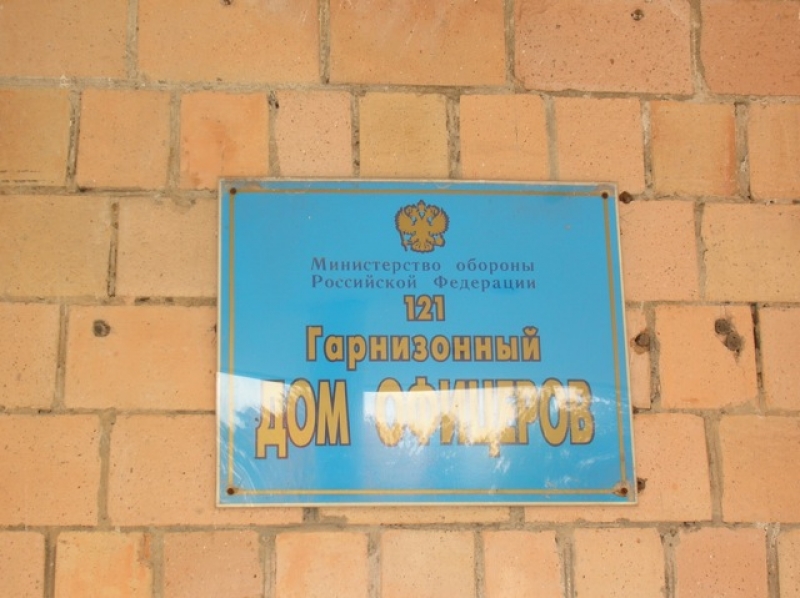 Министерство обороны
Российской Федерации
121
Гарнизонный
ДОМ ОФИЦЕРОВ